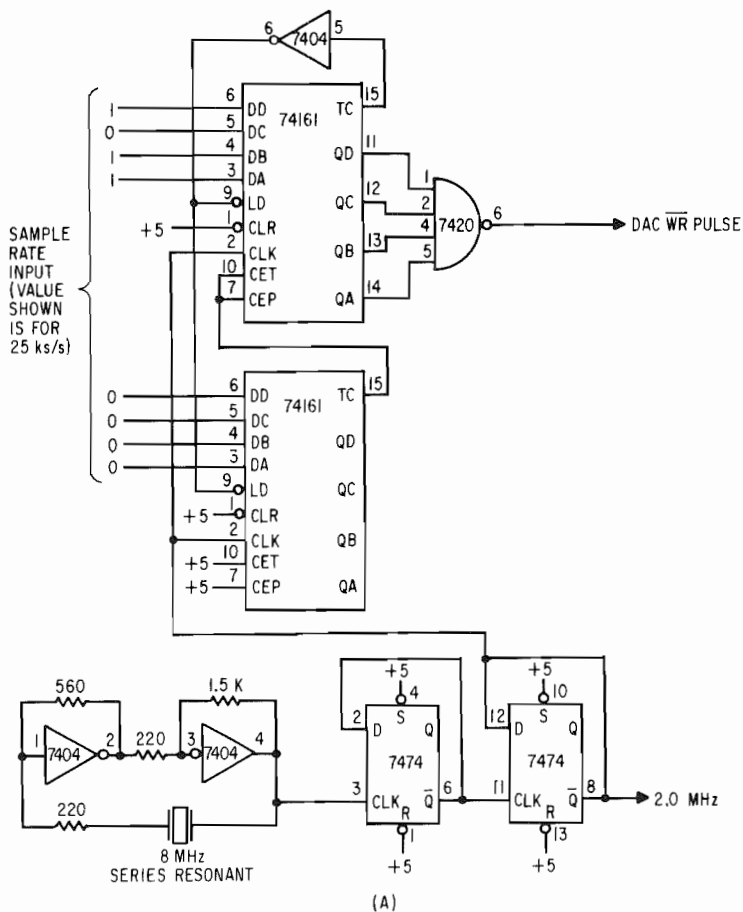 6
7404
5
15
6 DD
TC
1
5 DC
74161
0
4 DB
QD
11
1
3 DA
1
1
9 LD
QC
12
2
7420
6
DAC WR PULSE
+5
1 CLR
4
2 CLK
QB
13
5
10 CET
7 CEP
QA
14
SAMPLE
RATE
INPUT
(VALUE
SHOWN
IS FOR
25 ks/s)
6 DD
TC
15
0
5 DC
74161
0
4 DB
QD
0
3 DA
0
9 LD
QC
+5
1 CLR
2 CLK
QB
+5
10 CET
+5
7 CEP
QA
560
1.5 K
+5
+5
4
10
1
7404
2
220
3
7404
4
2
D
S
Q
12
D
S
Q
7474
7474
220
3
CLK
Q
6
11
CLK
Q
8
2.0 MHz
R
R
1
13
8 MHz
+5
+5
SERIES RESONANT
(A)